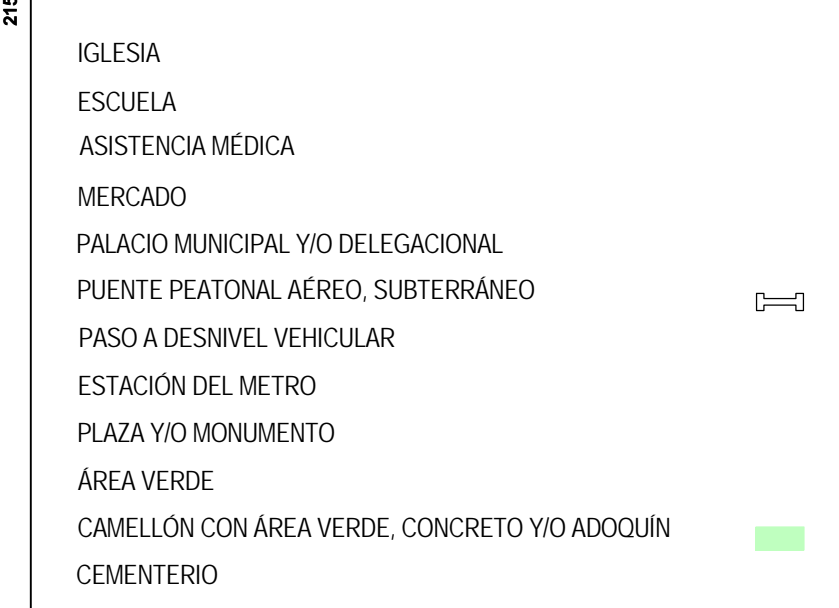 215
IGLESIA
ESCUELA
ASISTENCIA MÉDICA
MERCADO
PALACIO MUNICIPAL Y/O DELEGACIONAL
PUENTE PEATONAL AÉREO, SUBTERRÁNEO
PASO A DESNIVEL VEHICULAR
ESTACIÓN DEL METRO
PLAZA Y/O MONUMENTO
ÁREA VERDE
CAMELLÓN CON ÁREA VERDE, CONCRETO Y/O ADOQUÍN
CEMENTERIO